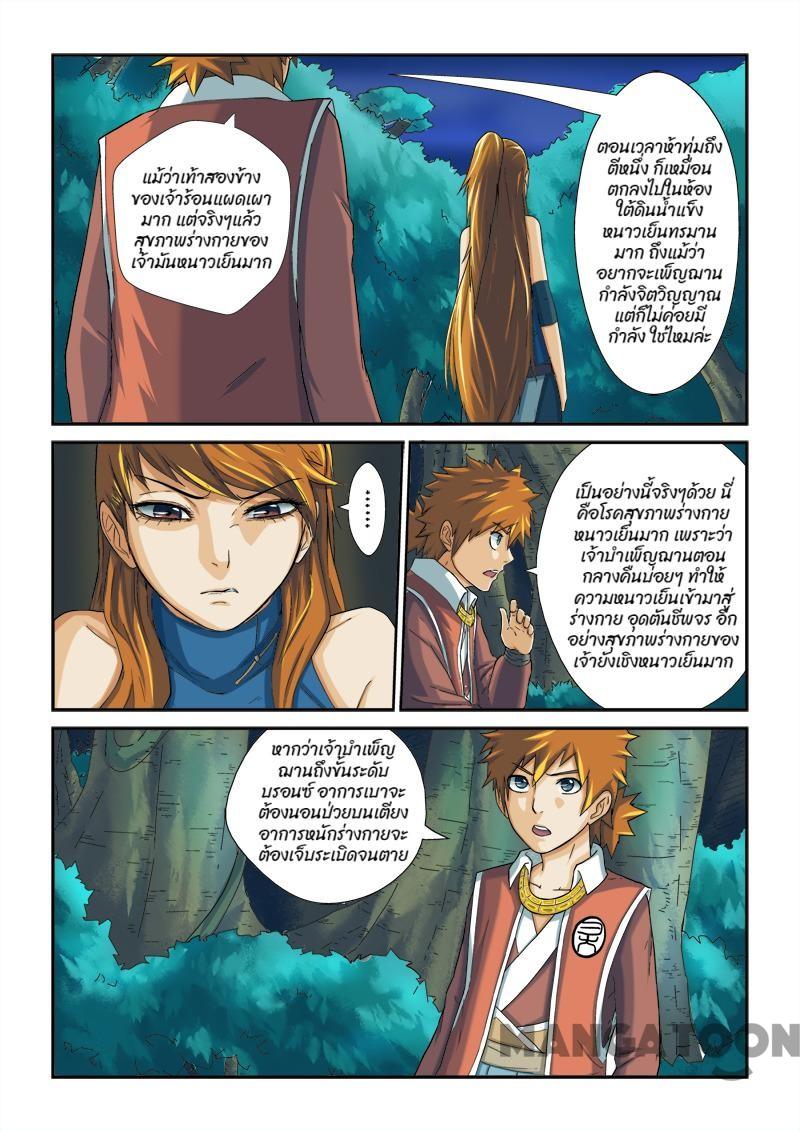 แม้ว่าเท้าสองข้าง
ของเจ้าร้อนแผดเผา
มาก แต่จริงๆแล้ว
สุขภาพร่างกายของ
เจ้ามันหนาวเย็นมาก
ตอนเวลาห้าทุ่มถึง
ตีหนึ่ง ก็เหมือน
ตกลงไปในห้อง
ใต้ดินน้ำแข็ง
หนาวเย็นทรมาน
มาก ถึงแม้ว่า
อยากจะเพ็ญฌาน
กำลังจิตวิญญาณ
แต่ก็ไม่ค่อยมี
กำลัง ใช่ไหมล่ะ
......
เป็นอย่างนี้จริงๆด้วย นี่
คือโรคสุขภาพร่างกาย
หนาวเย็นมาก เพราะว่า
เจ้าบำเพ็ญฌานตอน
กลางคืนบ่อยๆ ทำให้
ความหนาวเย็นเข้ามาสู่
ร่างกาย อุดตันชีพจร อีก
อย่างสุขภาพร่างกายของ
เจ้ายังเชิงหนาวเย็นมาก
หากว่าเจ้าบำเพ็ญ
ฌานถึงขั้นระดับ
บรอนซ์ อาการเบาจะ
ต้องนอนป่วยบนเตียง
อาการหนักร่างกายจะ
ต้องเจ็บระเบิดจนตาย
MANGATOON